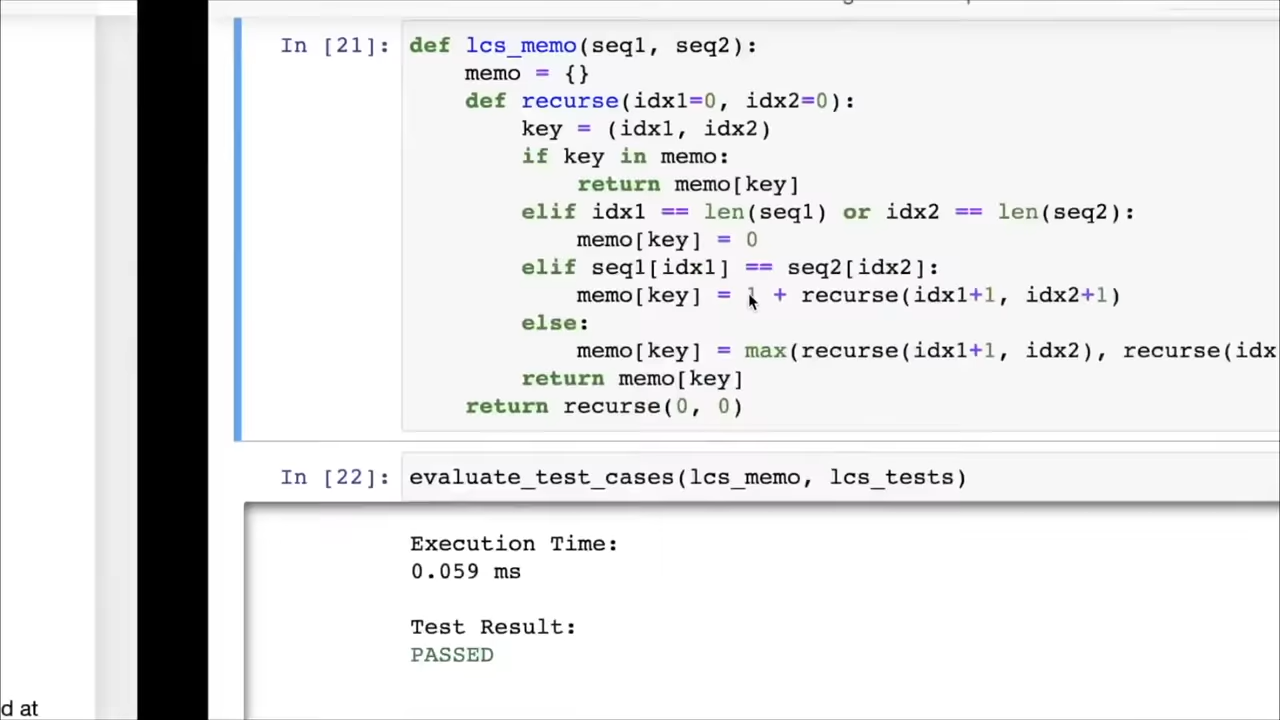 In [21]: def lcs_memo(seq1, seq2):
memo = {}
def recurse(idx1=0, idx2=0):
key = (idx1, idx2)
if key in memo:
return memo[key]
elif idx1 == len(seq1) or idx2 == len(seq2):
memo[key] = 0
elif seq1[idx1] == seq2[idx2]:
memo[key] = 1 + recurse(idx1+1, idx2+1)
else:
memo[key] = max(recurse(idx1+1, idx2), recurse(idx
return memo[key]
return recurse(0, 0)
In [22]: evaluate_test_cases(lcs_memo, lcs_tests)
Execution Time:
0.059 ms
Test Result:
PASSED
d at